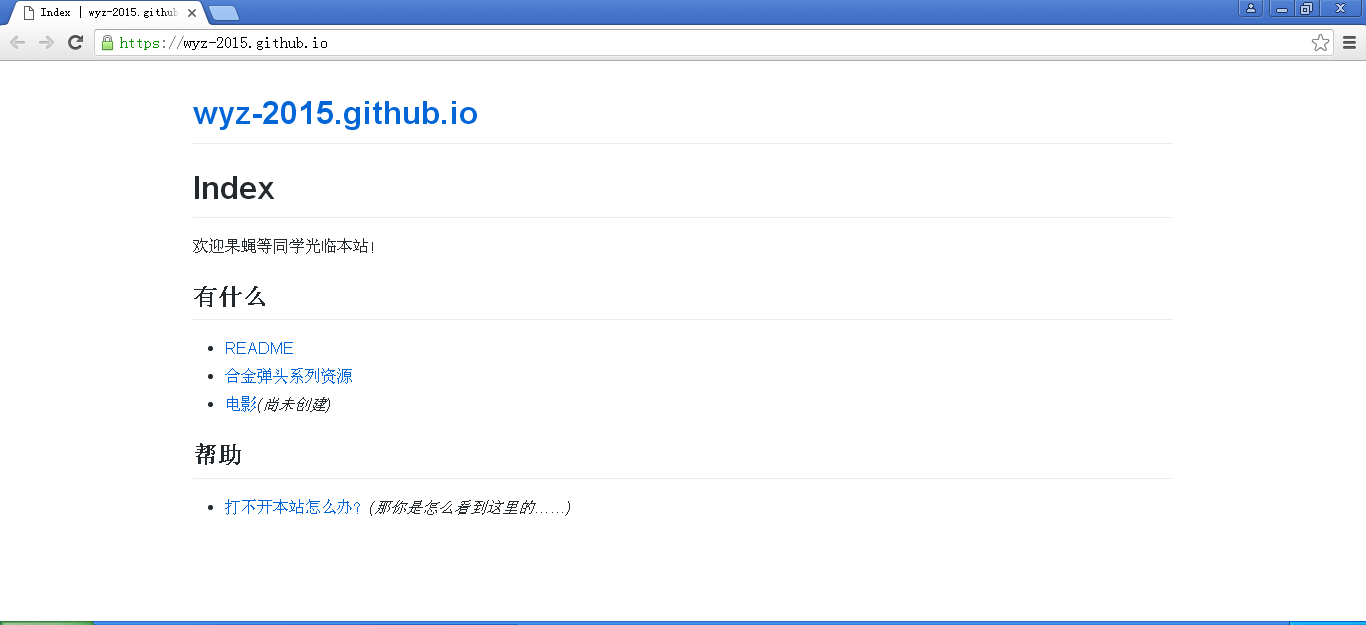 Index | wyz-2015.github
https://wyz-2015.github.io
wyz-2015.github.io
Index
欢迎果蝇等同学光临本站!
有什么
README
合金弹头系列资源
电影(尚未创建)
帮助
打不开本站怎么办? (那你是怎么看到这里的……)